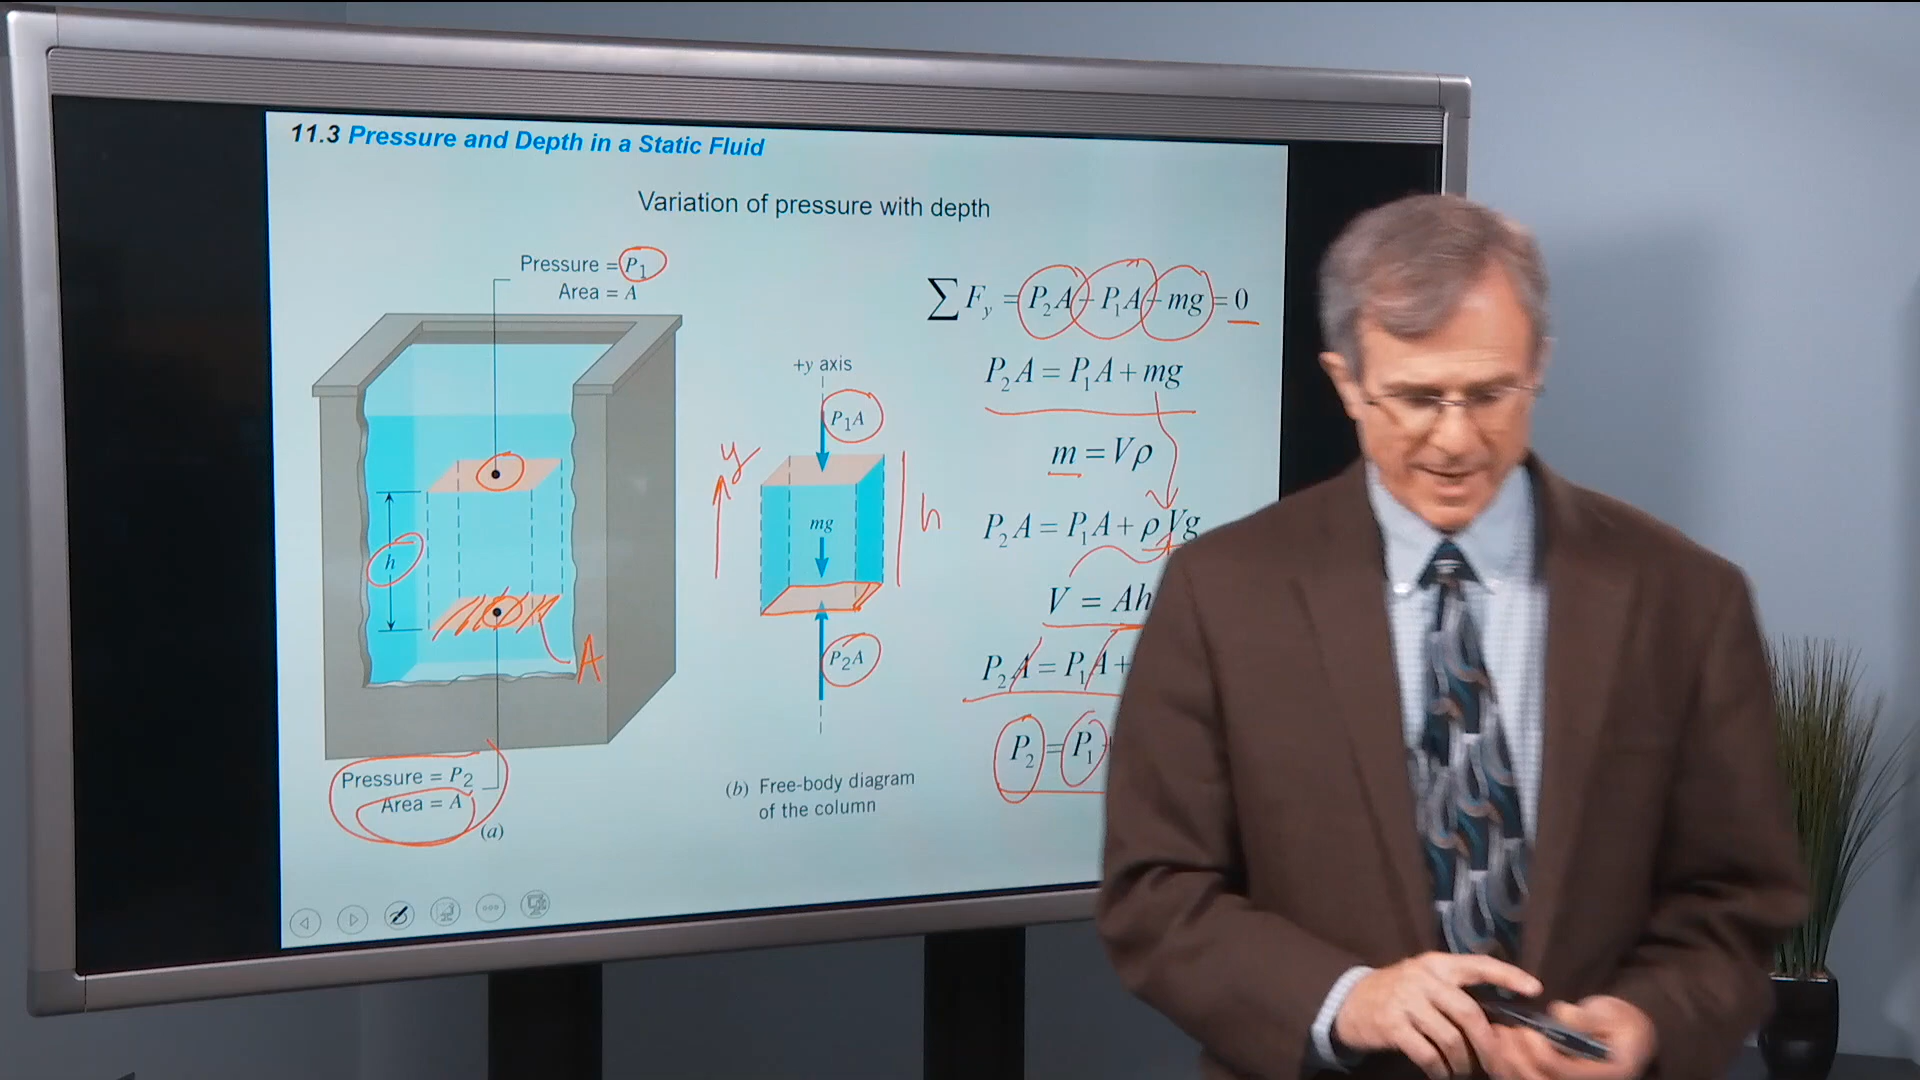 11.3 Pressure and Depth in a Static Fluid
Variation of pressure with depth
Pressure = P₁
Area = A
h
A
Pressure = P₂
Area = A
(a)
+y axis
P₁A
y
mg
h
P₂A
(b) Free-body diagram
of the column
∑ F_y = P₂A − P₁A − mg = 0
P₂A = P₁A + mg
m = Vρ
P₂A = P₁A + ρVg
V = Ah
P₂A = P₁A +
P₂ = P₁ +